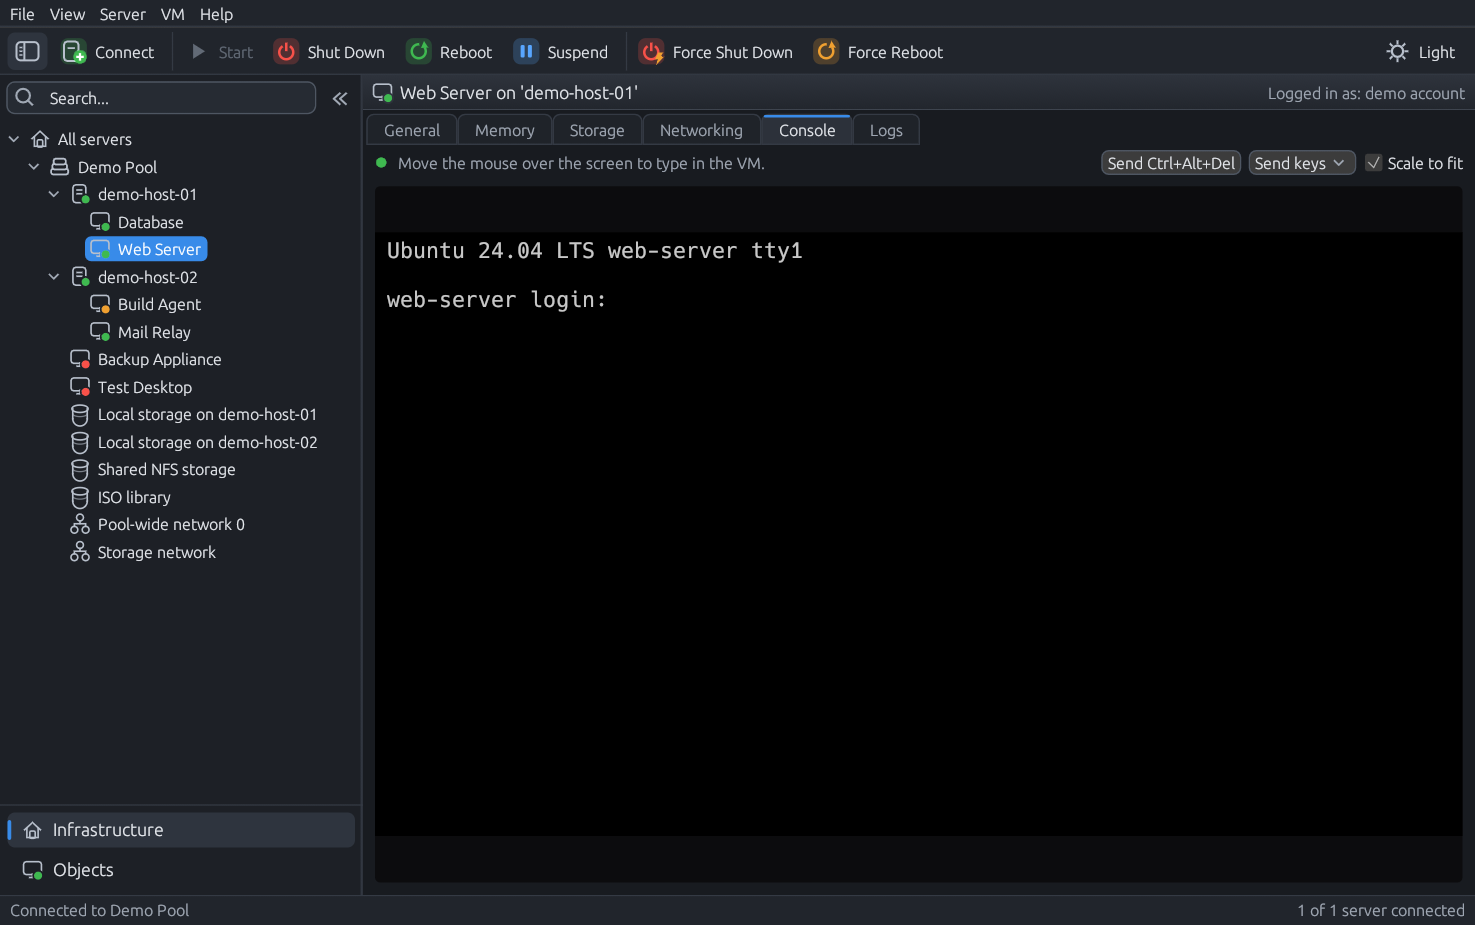 File View Server VM Help
Connect Start Shut Down Reboot Suspend Force Shut Down Force Reboot Light
Search...
Web Server on 'demo-host-01'
Logged in as: demo account
All servers
Demo Pool
demo-host-01
Database
Web Server
demo-host-02
Build Agent
Mail Relay
Backup Appliance
Test Desktop
Local storage on demo-host-01
Local storage on demo-host-02
Shared NFS storage
ISO library
Pool-wide network 0
Storage network
Infrastructure
Objects
General Memory Storage Networking Console Logs
Move the mouse over the screen to type in the VM.
Send Ctrl+Alt+Del Send keys Scale to fit
Ubuntu 24.04 LTS web-server tty1
web-server login:
Connected to Demo Pool
1 of 1 server connected